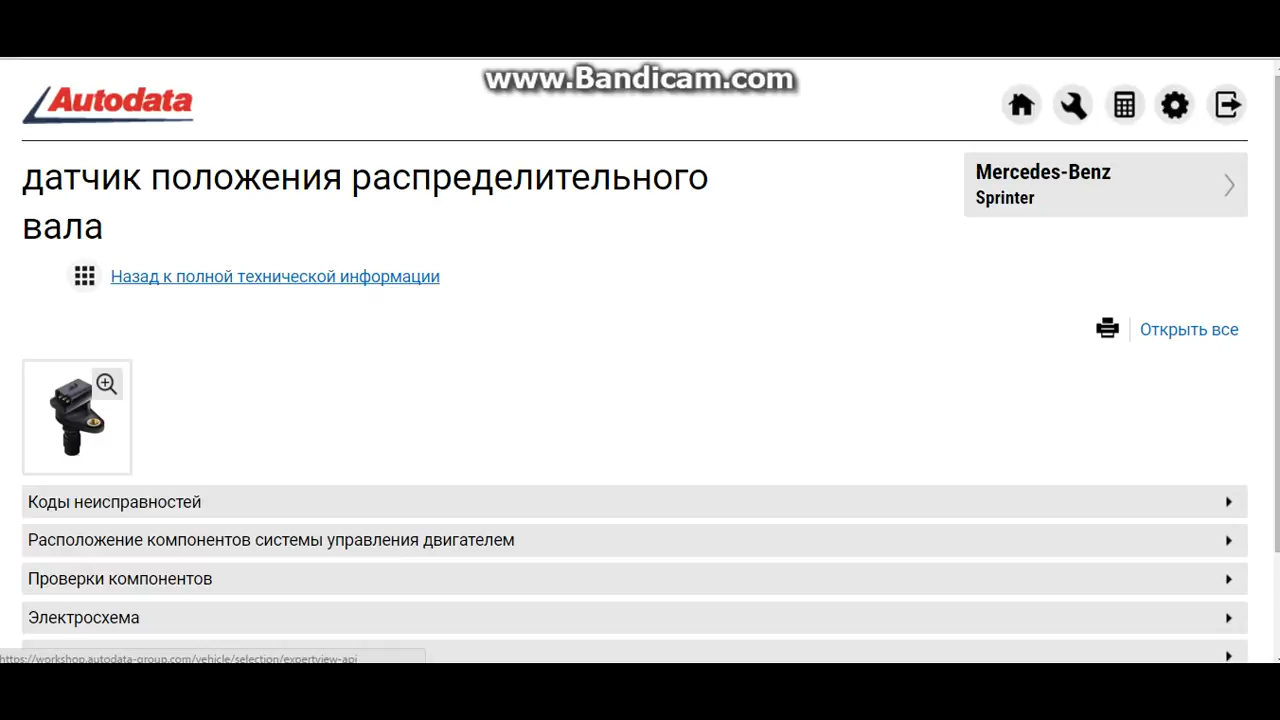 www.Bandicam.com
Autodata
датчик положения распределительного
вала
Mercedes-Benz
Sprinter
Назад к полной технической информации
Открыть все
Коды неисправностей
Расположение компонентов системы управления двигателем
Проверки компонентов
Электросхема
https://workshop.autodata-group.com/vehicle/selection/expertview-api